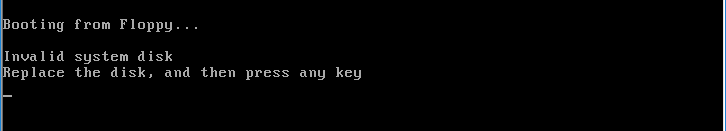 Booting from Floppy...
Invalid system disk
Replace the disk, and then press any key